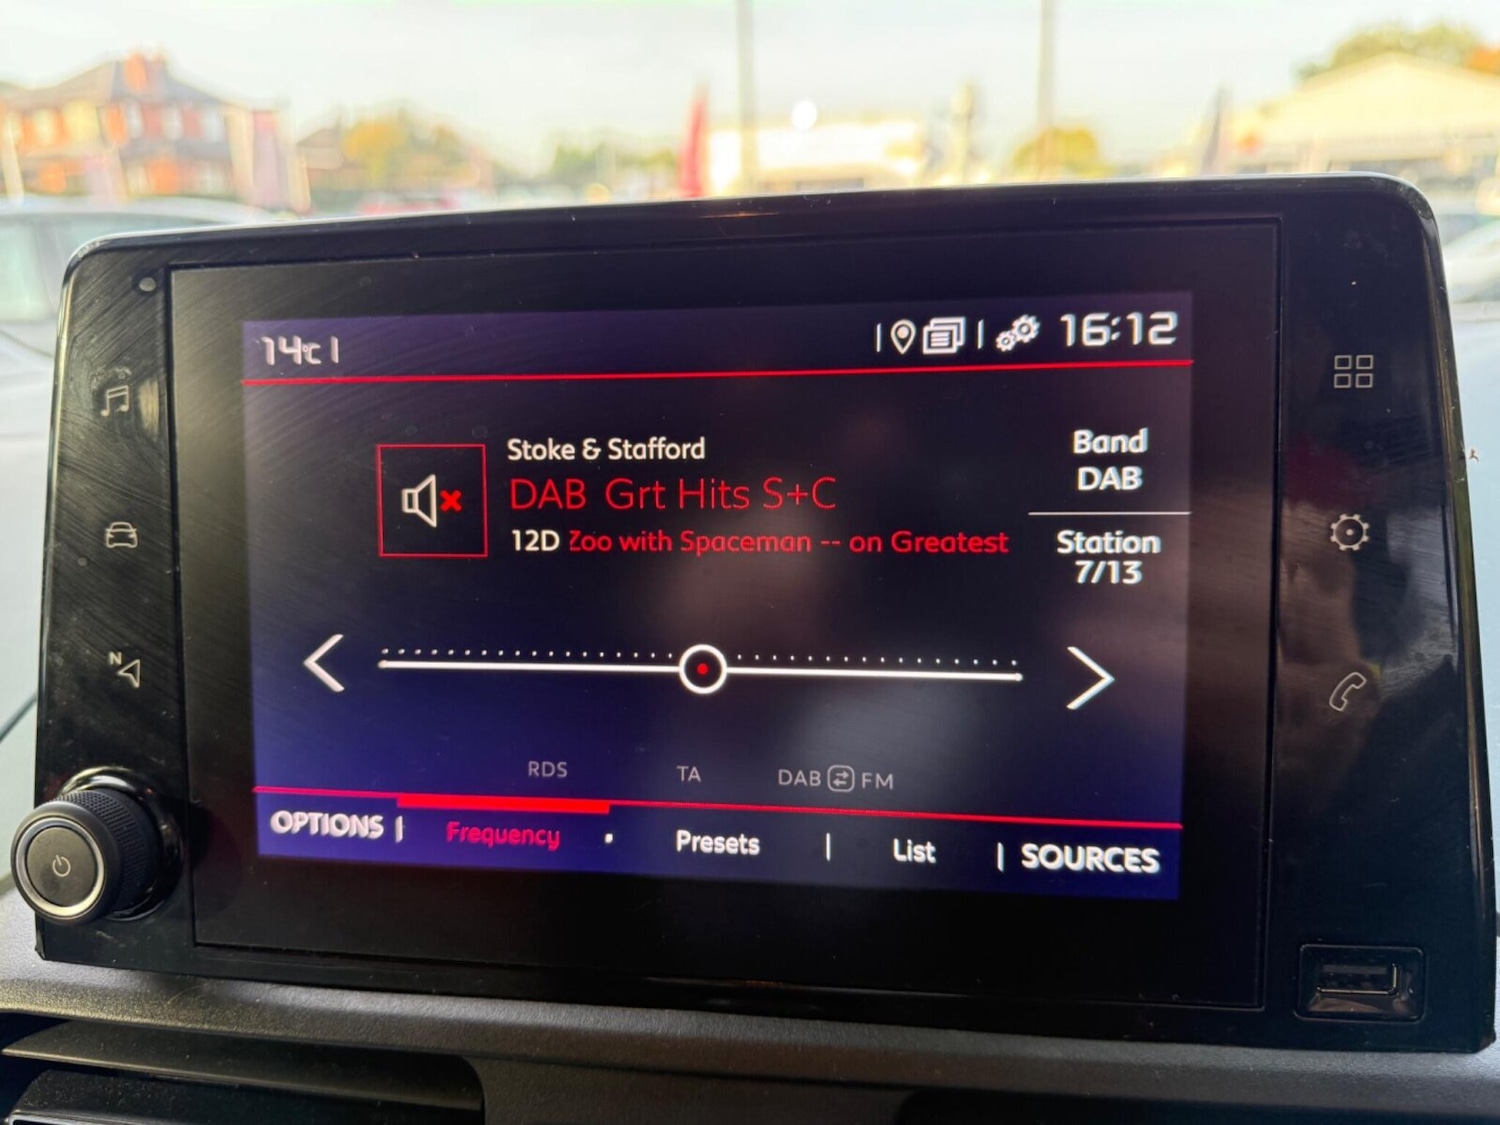 14°C |
16:12
Stoke & Stafford
DAB Grt Hits S+C
12D Zoo with Spaceman -- on Greatest
Band
DAB
Station
7/13
N
RDS TA DAB FM
OPTIONS | Frequency Presets | List | SOURCES